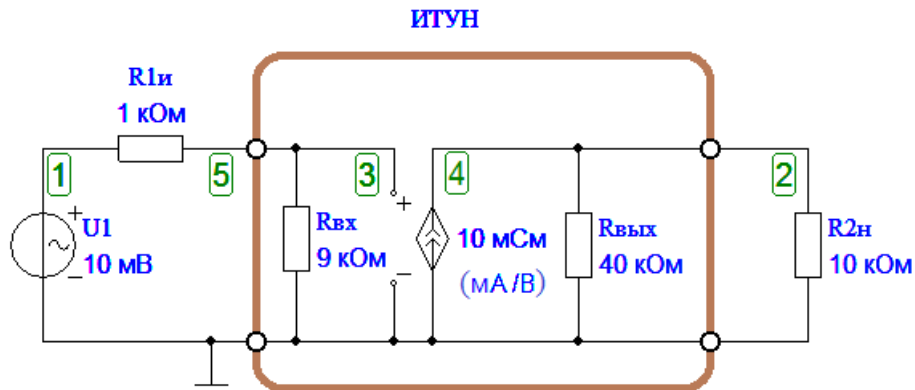 ИТУН
R1и
1 кОм
1
5
3
4
2
+
U1
10 мВ
−
Rвх
9 кОм
+
−
10 мСм
(мА/В)
Rвых
40 кОм
R2н
10 кОм